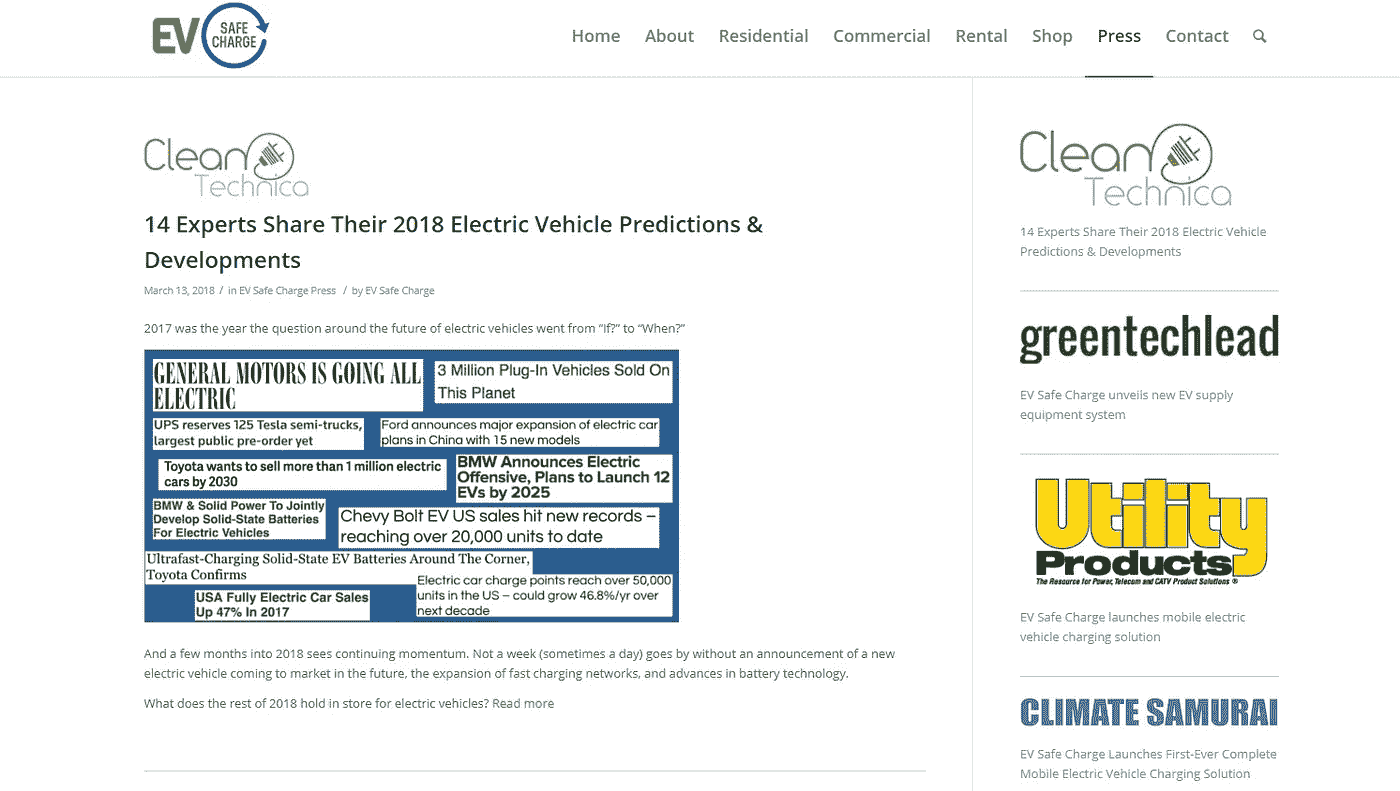 EV SAFE CHARGE
Home About Residential Commercial Rental Shop Press Contact
Clean
Technica
14 Experts Share Their 2018 Electric Vehicle Predictions &
Developments
March 13, 2018 / in EV Safe Charge Press / by EV Safe Charge
2017 was the year the question around the future of electric vehicles went from “If?” to “When?”
GENERAL MOTORS IS GOING ALL
ELECTRIC
3 Million Plug-In Vehicles Sold On
This Planet
UPS reserves 125 Tesla semi-trucks,
largest public pre-order yet
Ford announces major expansion of electric car
plans in China with 15 new models
Toyota wants to sell more than 1 million electric
cars by 2030
BMW Announces Electric
Offensive, Plans to Launch 12
EVs by 2025
BMW & Solid Power To Jointly
Develop Solid-State Batteries
For Electric Vehicles
Chevy Bolt EV US sales hit new records –
reaching over 20,000 units to date
Ultrafast-Charging Solid-State EV Batteries Around The Corner,
Toyota Confirms
Electric car charge points reach over 50,000
units in the US – could grow 46.8%/yr over
next decade
USA Fully Electric Car Sales
Up 47% In 2017
And a few months into 2018 sees continuing momentum. Not a week (sometimes a day) goes by without an announcement of a new
electric vehicle coming to market in the future, the expansion of fast charging networks, and advances in battery technology.
What does the rest of 2018 hold in store for electric vehicles? Read more
Clean
Technica
14 Experts Share Their 2018 Electric Vehicle
Predictions & Developments
greentechlead
EV Safe Charge unveils new EV supply
equipment system
Utility
Products
The Resource for Power, Telecom and CATV Product Solutions ®
EV Safe Charge launches mobile electric
vehicle charging solution
CLIMATE SAMURAI
EV Safe Charge Launches First-Ever Complete
Mobile Electric Vehicle Charging Solution